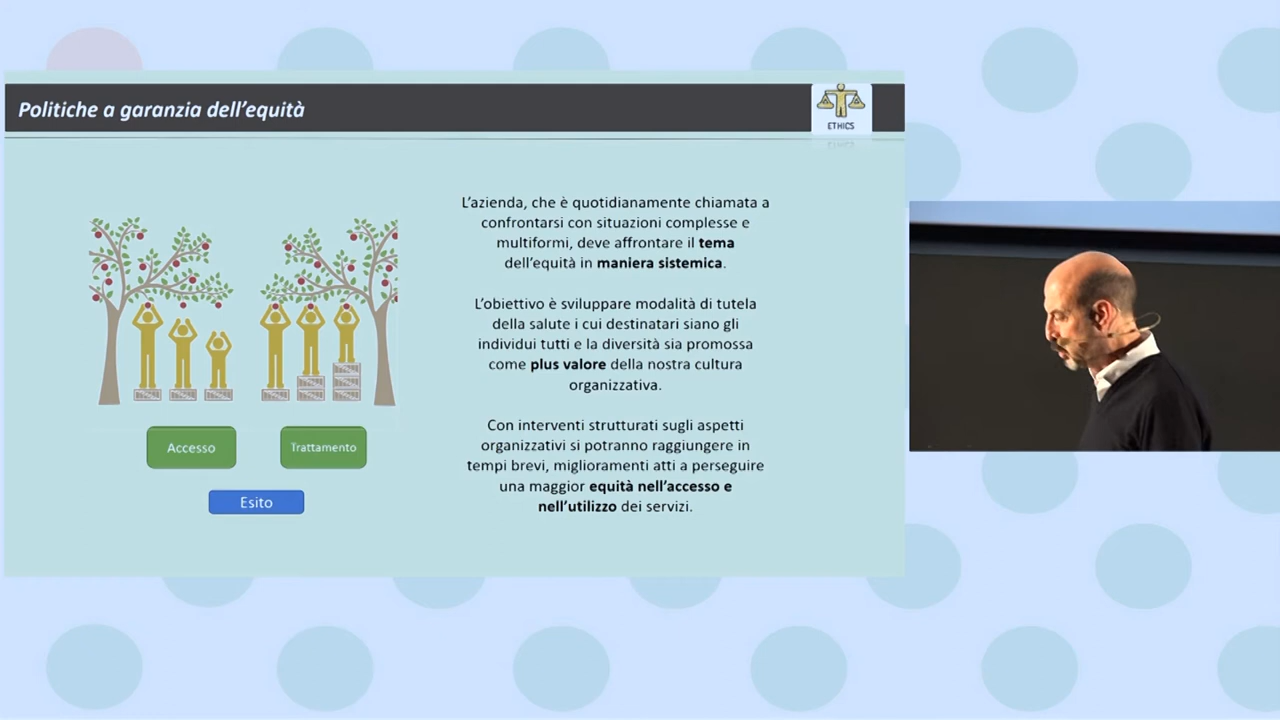 Politiche a garanzia dell'equità
ETHICS
L'azienda, che è quotidianamente chiamata a
confrontarsi con situazioni complesse e
multiformi, deve affrontare il tema
dell'equità in maniera sistemica.
L'obiettivo è sviluppare modalità di tutela
della salute i cui destinatari siano gli
individui tutti e la diversità sia promossa
come plus valore della nostra cultura
organizzativa.
Con interventi strutturati sugli aspetti
organizzativi si potranno raggiungere in
tempi brevi, miglioramenti atti a perseguire
una maggior equità nell'accesso e
nell'utilizzo dei servizi.
Accesso
Trattamento
Esito